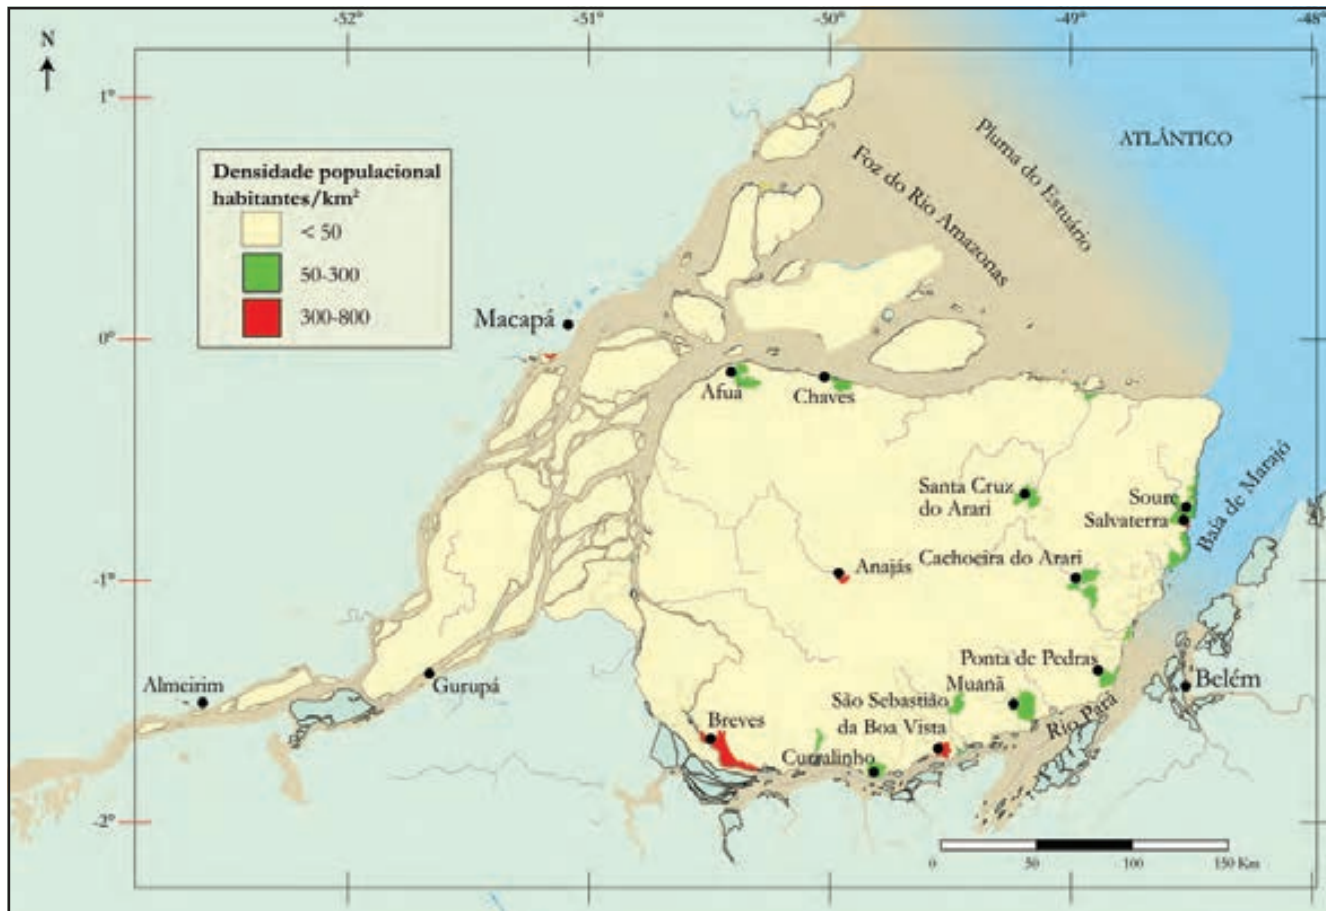 -52°
-51°
-50°
-49°
-48°
N
1°
0°
-1°
-2°
Densidade populacional
habitantes/km²
< 50
50-300
300-800
ATLÂNTICO
Pluma do Estuário
Foz do Rio Amazonas
Macapá
Afuá
Chaves
Santa Cruz
do Arari
Soure
Salvaterra
Baía de Marajó
Anajás
Cachoeira do Arari
Almeirim
Gurupá
Ponta de Pedras
Belém
Muanã
São Sebastião
da Boa Vista
Rio Pará
Breves
Curralinho
0
50
100
150 Km